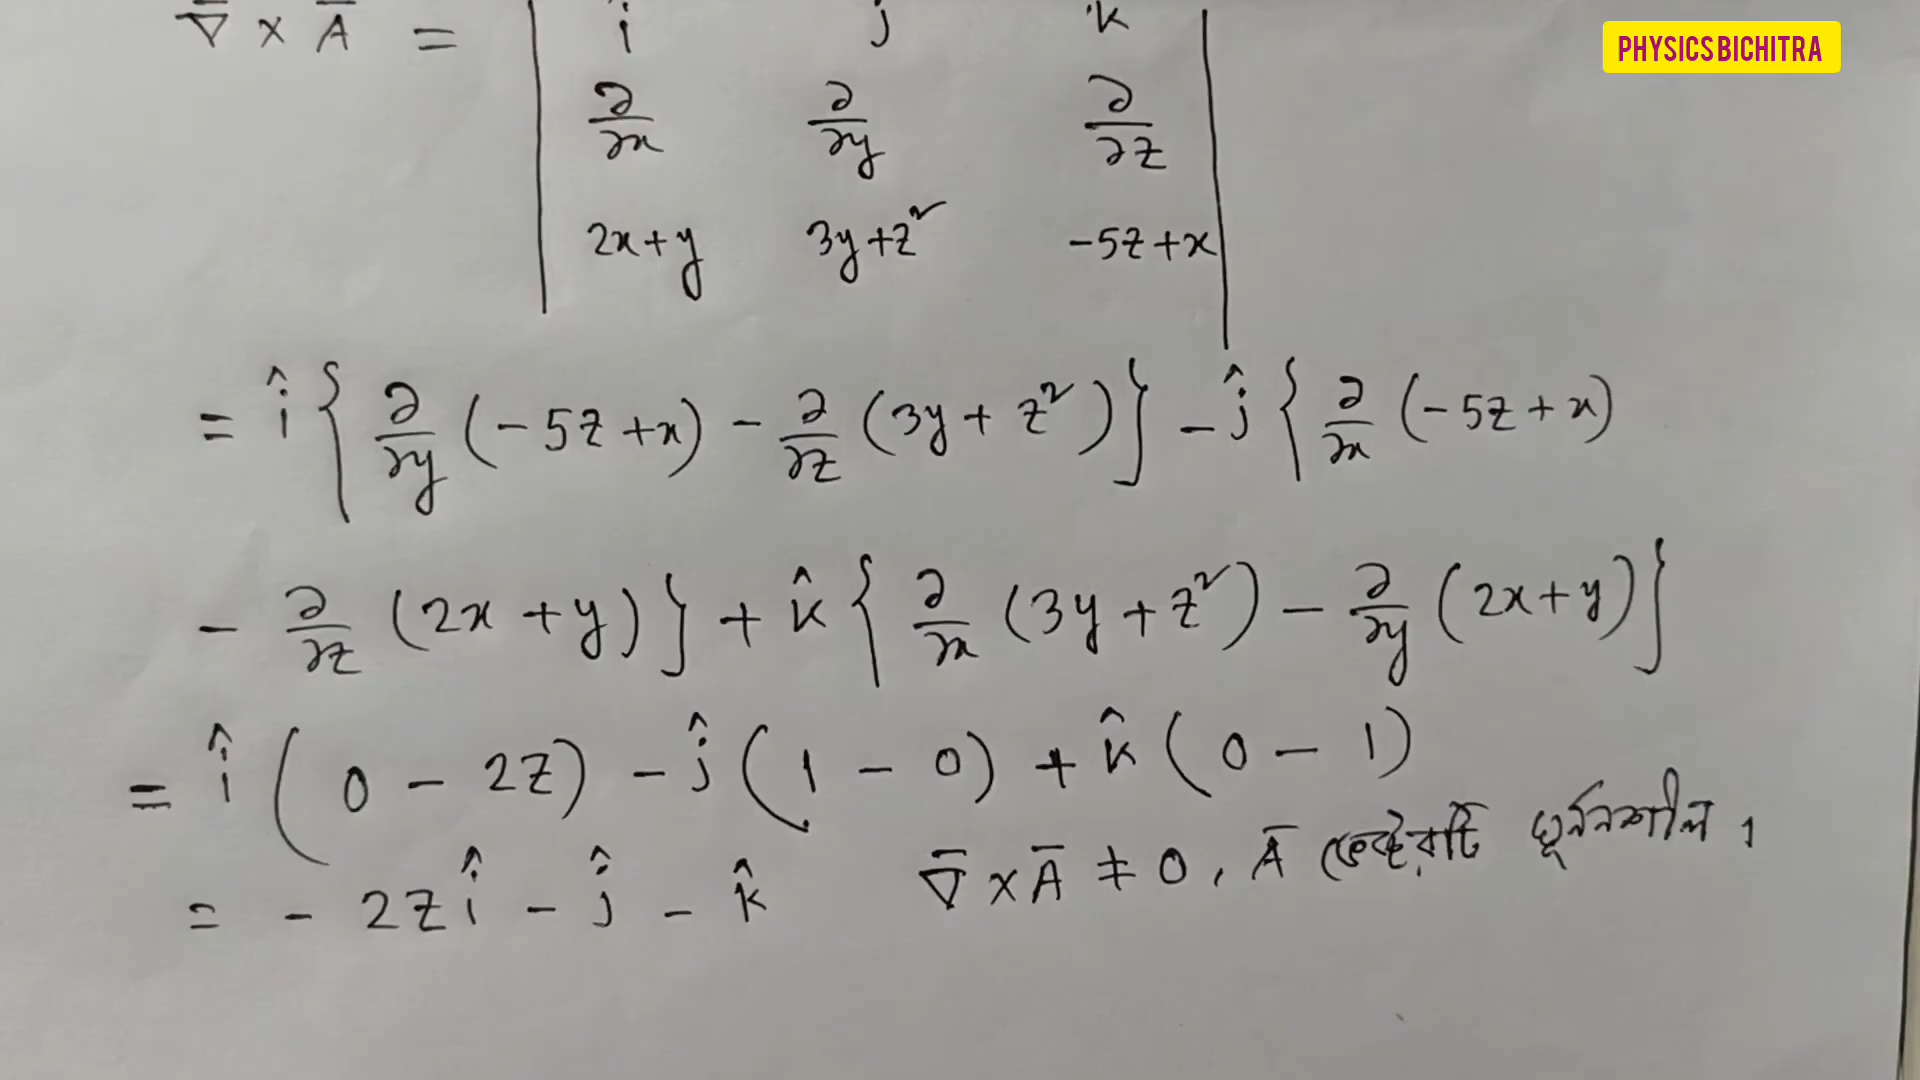 PHYSICS BICHITRA
∇̄ × Ā = | î ĵ k̂ |
∂/∂x ∂/∂y ∂/∂z
2x+y 3y+z² -5z+x
= î { ∂/∂y (-5z+x) - ∂/∂z (3y+z²) } - ĵ { ∂/∂x (-5z+x)
- ∂/∂z (2x+y) } + k̂ { ∂/∂x (3y+z²) - ∂/∂y (2x+y) }
= î (0 - 2z) - ĵ (1 - 0) + k̂ (0 - 1)
= - 2z î - ĵ - k̂ ∇̄ × Ā ≠ 0, Ā ভেক্টরটি ঘূর্ননশীল ।